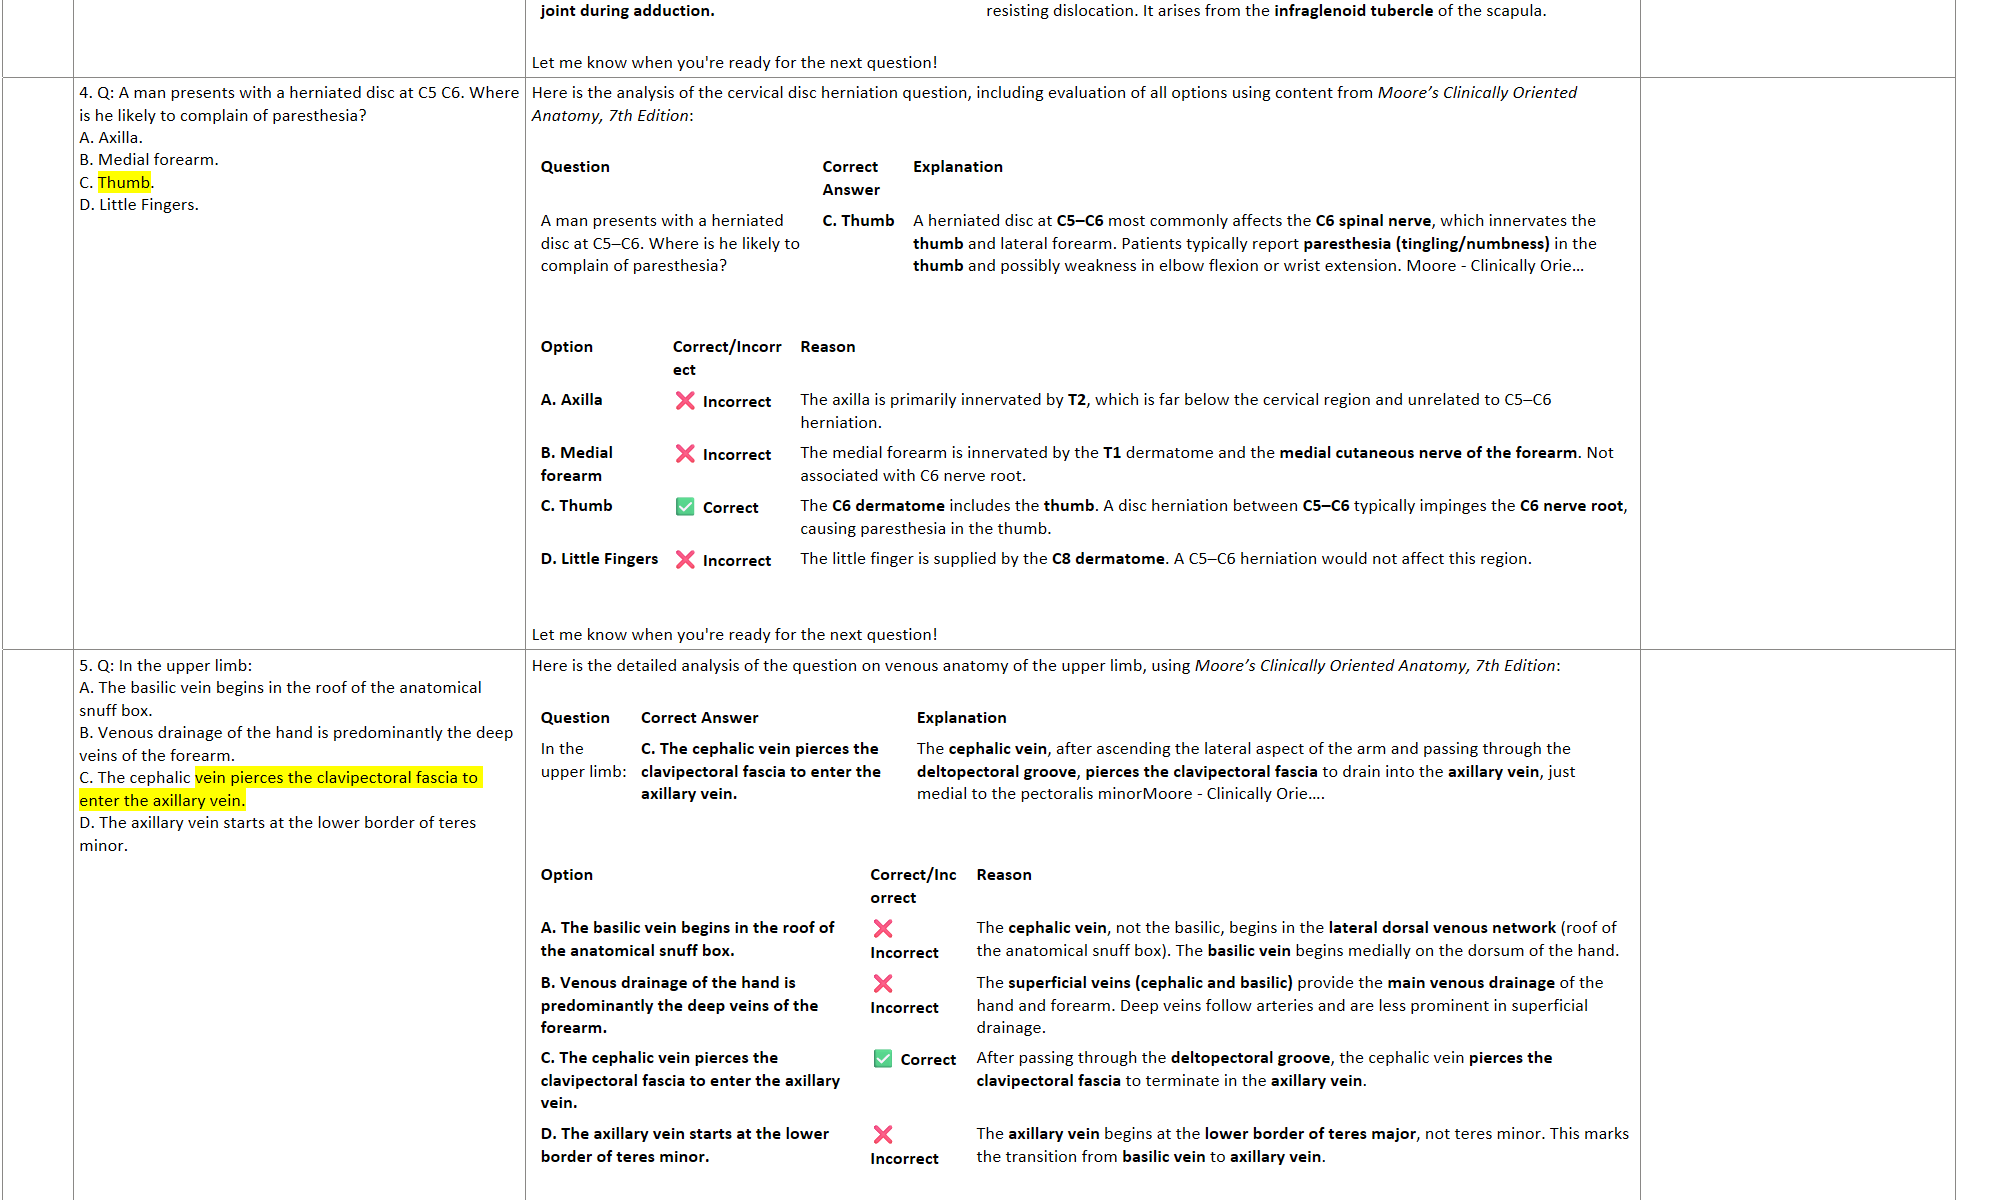 joint during adduction.
resisting dislocation. It arises from the infraglenoid tubercle of the scapula.
Let me know when you're ready for the next question!
4. Q: A man presents with a herniated disc at C5 C6. Where
is he likely to complain of paresthesia?
A. Axilla.
B. Medial forearm.
C. Thumb.
D. Little Fingers.
Here is the analysis of the cervical disc herniation question, including evaluation of all options using content from Moore’s Clinically Oriented
Anatomy, 7th Edition:
Question
Correct
Answer
Explanation
A man presents with a herniated
disc at C5–C6. Where is he likely to
complain of paresthesia?
C. Thumb
A herniated disc at C5–C6 most commonly affects the C6 spinal nerve, which innervates the
thumb and lateral forearm. Patients typically report paresthesia (tingling/numbness) in the
thumb and possibly weakness in elbow flexion or wrist extension. Moore - Clinically Orie…
Option
Correct/Incorr
ect
Reason
A. Axilla
❌ Incorrect
The axilla is primarily innervated by T2, which is far below the cervical region and unrelated to C5–C6
herniation.
B. Medial
forearm
❌ Incorrect
The medial forearm is innervated by the T1 dermatome and the medial cutaneous nerve of the forearm. Not
associated with C6 nerve root.
C. Thumb
✅ Correct
The C6 dermatome includes the thumb. A disc herniation between C5–C6 typically impinges the C6 nerve root,
causing paresthesia in the thumb.
D. Little Fingers
❌ Incorrect
The little finger is supplied by the C8 dermatome. A C5–C6 herniation would not affect this region.
Let me know when you're ready for the next question!
5. Q: In the upper limb:
A. The basilic vein begins in the roof of the anatomical
snuff box.
B. Venous drainage of the hand is predominantly the deep
veins of the forearm.
C. The cephalic vein pierces the clavipectoral fascia to
enter the axillary vein.
D. The axillary vein starts at the lower border of teres
minor.
Here is the detailed analysis of the question on venous anatomy of the upper limb, using Moore’s Clinically Oriented Anatomy, 7th Edition:
Question
Correct Answer
Explanation
In the
upper limb:
C. The cephalic vein pierces the
clavipectoral fascia to enter the
axillary vein.
The cephalic vein, after ascending the lateral aspect of the arm and passing through the
deltopectoral groove, pierces the clavipectoral fascia to drain into the axillary vein, just
medial to the pectoralis minorMoore - Clinically Orie….
Option
Correct/Inc
orrect
Reason
A. The basilic vein begins in the roof of
the anatomical snuff box.
❌
Incorrect
The cephalic vein, not the basilic, begins in the lateral dorsal venous network (roof of
the anatomical snuff box). The basilic vein begins medially on the dorsum of the hand.
B. Venous drainage of the hand is
predominantly the deep veins of the
forearm.
❌
Incorrect
The superficial veins (cephalic and basilic) provide the main venous drainage of the
hand and forearm. Deep veins follow arteries and are less prominent in superficial
drainage.
C. The cephalic vein pierces the
clavipectoral fascia to enter the axillary
vein.
✅ Correct
After passing through the deltopectoral groove, the cephalic vein pierces the
clavipectoral fascia to terminate in the axillary vein.
D. The axillary vein starts at the lower
border of teres minor.
❌
Incorrect
The axillary vein begins at the lower border of teres major, not teres minor. This marks
the transition from basilic vein to axillary vein.